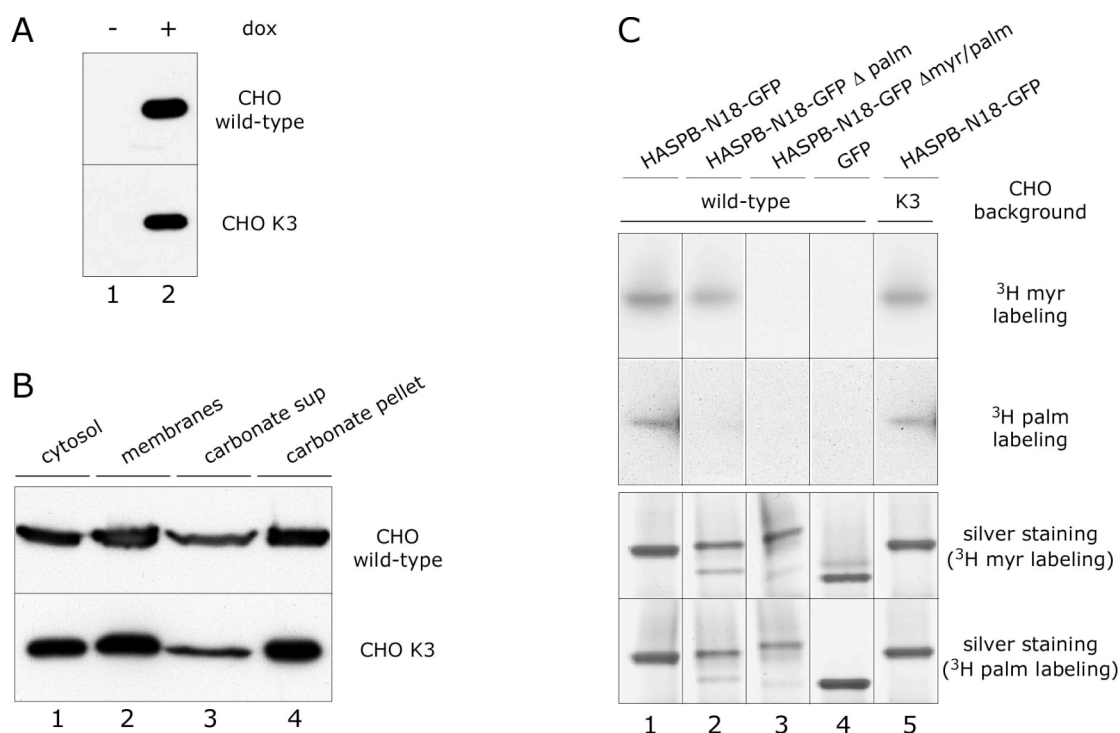 A
- + dox
CHO
wild-type
CHO K3
1 2
B
cytosol
membranes
carbonate sup
carbonate pellet
CHO
wild-type
CHO K3
1 2 3 4
C
HASPB-N18-GFP
HASPB-N18-GFP Δ palm
HASPB-N18-GFP Δmyr/palm
GFP
HASPB-N18-GFP
wild-type
K3
CHO
background
³H myr
labeling
³H palm
labeling
silver staining
(³H myr labeling)
silver staining
(³H palm labeling)
1 2 3 4 5